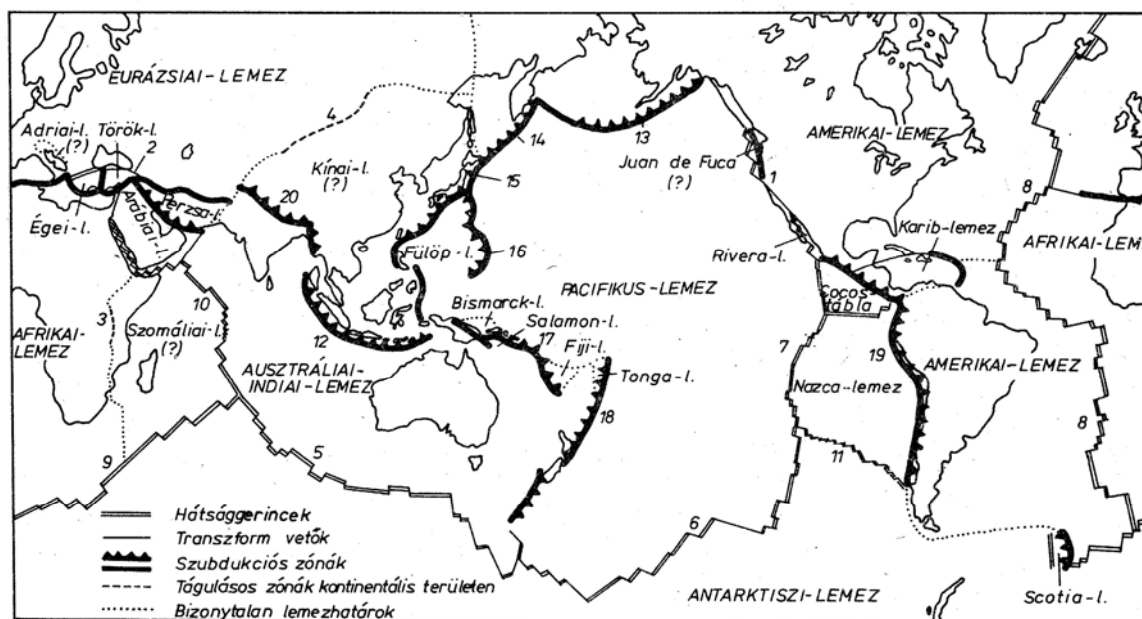 EURÁZSIAI-LEMEZ
Adriai-l.
(?)
Török-l.
2
4
Kínai-l.
(?)
Égei-l.
Arábiai-l.
Perzsa-l.
20
14
13
15
16
Fülöp-l.
Juan de Fuca
(?)
1
AMERIKAI-LEMEZ
8
Karib-lemez
AFRIKAI-LEM
Rivera-l.
Cocos
tábla
PACIFIKUS-LEMEZ
Bismarck-l.
Salamon-l.
17
Fiji-l.
Tonga-l.
10
3
AFRIKAI-
LEMEZ
Szomáliai-l.
(?)
12
AUSZTRÁLIAI-
INDIAI-LEMEZ
18
7
19
Nazca-lemez
AMERIKAI-LEMEZ
8
9
5
11
6
Hátsággerincek
Transzform vetők
Szubdukciós zónák
Tágulásos zónák kontinentális területen
Bizonytalan lemezhatárok
ANTARKTISZI-LEMEZ
Scotia-l.